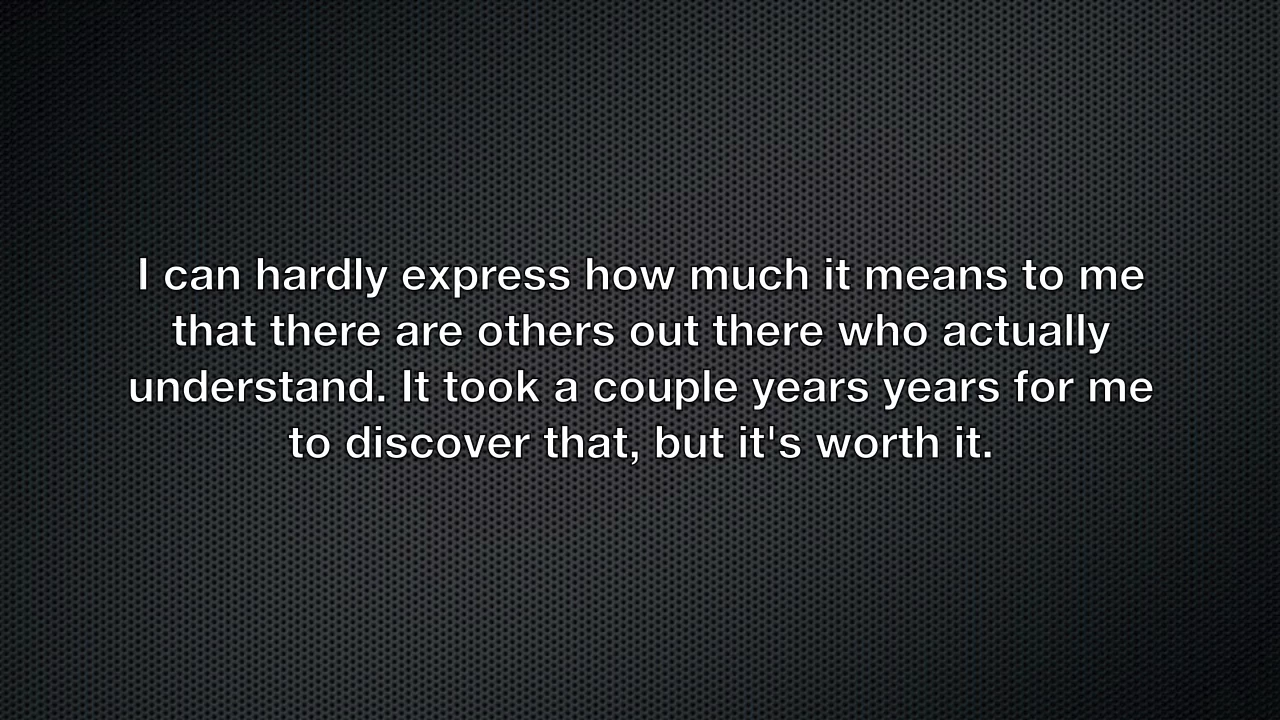 I can hardly express how much it means to me
that there are others out there who actually
understand. It took a couple years years for me
to discover that, but it's worth it.